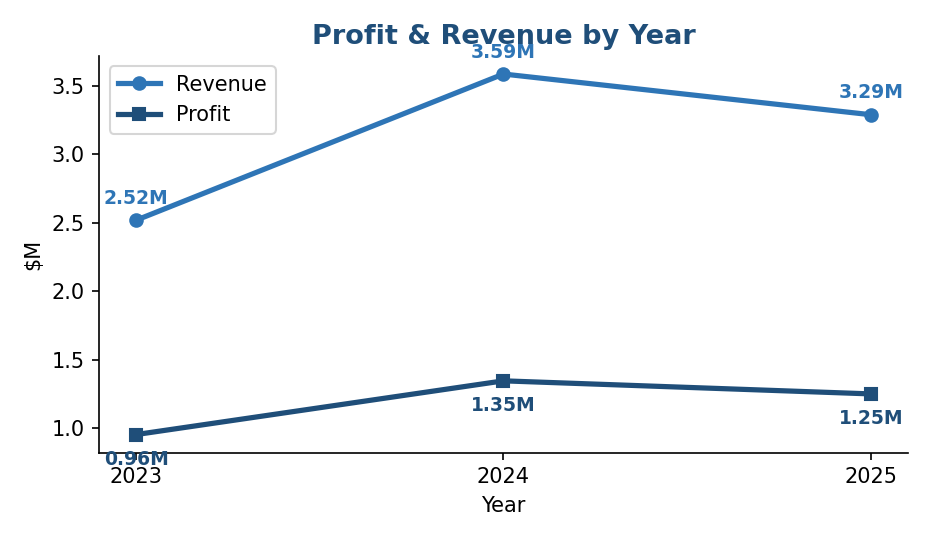 Profit & Revenue by Year
3.59M
Revenue
Profit
3.5
3.29M
3.0
2.52M
2.5
$M
2.0
1.5
1.35M
1.25M
1.0
0.96M
2023
2024
2025
Year